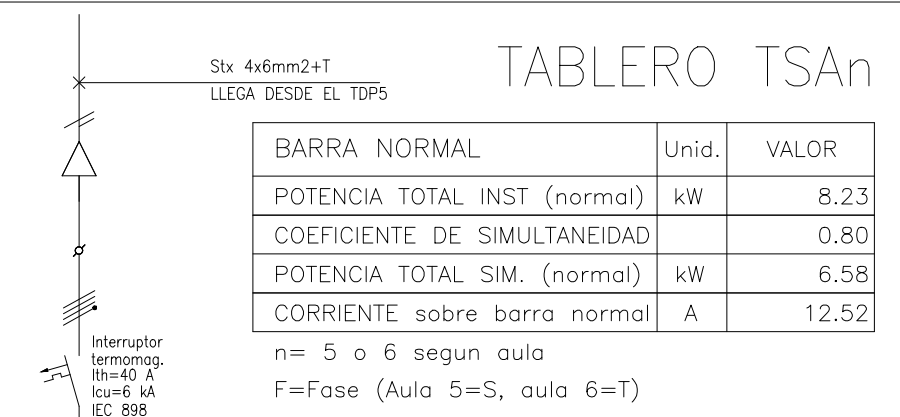 Stx 4x6mm2+T
LLEGA DESDE EL TDP5
TABLERO TSAn
BARRA NORMAL Unid. VALOR
POTENCIA TOTAL INST (normal) kW 8.23
COEFICIENTE DE SIMULTANEIDAD 0.80
POTENCIA TOTAL SIM. (normal) kW 6.58
CORRIENTE sobre barra normal A 12.52
n= 5 o 6 segun aula
F=Fase (Aula 5=S, aula 6=T)
Interruptor
termomag.
Ith=40 A
Icu=6 kA
IEC 898